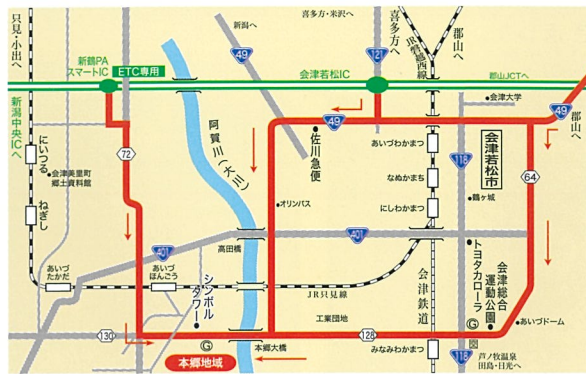 只見・小出へ
新潟へ
喜多方・米沢へ
喜多方へ
JR磐越西線
郡山へ
49
121
新鶴PA
スマートIC
ETC専用
会津若松IC
郡山JCTへ
新潟中央ICへ
会津大学
49
郡山へ
にいつる
会津美里町
郷土資料館
ねぎし
72
阿賀川(大川)
49
佐川急便
あいづわかまつ
なぬかまち
にしわかまつ
118
会津若松市
64
鶴ヶ城
オリンパス
401
高田橋
401
あいづ
たかだ
あいづ
ほんごう
シンボルタワー
JR只見線
会津鉄道
トヨタカローラ
会津総合
運動公園
工業団地
あいづドーム
130
G
本郷大橋
128
みなみわかまつ
G
118
芦ノ牧温泉
田島・日光へ
本郷地域